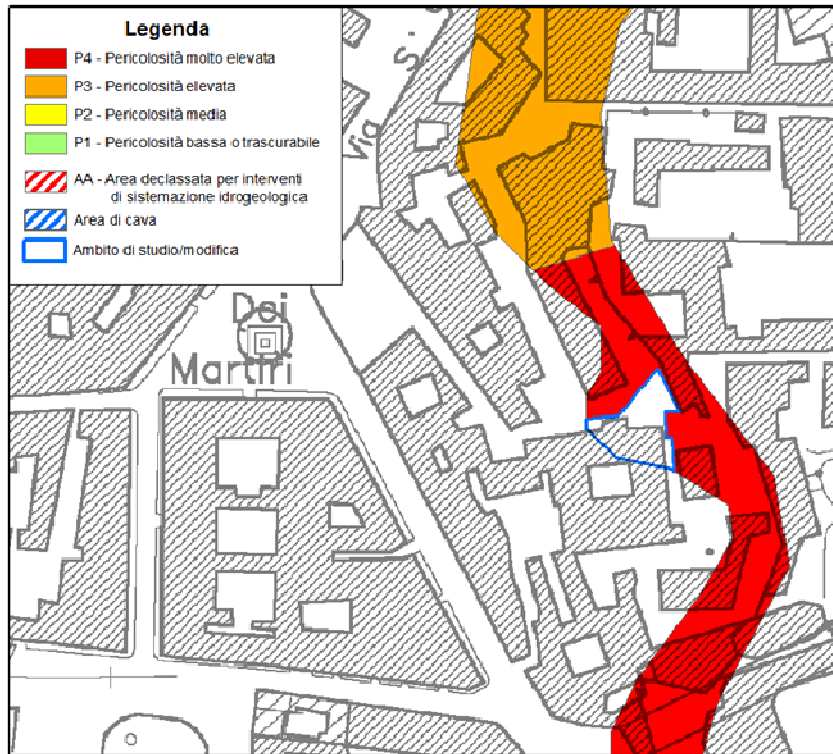 Legenda
P4 - Pericolosità molto elevata
P3 - Pericolosità elevata
P2 - Pericolosità media
P1 - Pericolosità bassa o trascurabile
AA - Area declassata per interventi
di sistemazione idrogeologica
Area di cava
Ambito di studio/modifica
Via S.
Dei
Martiri